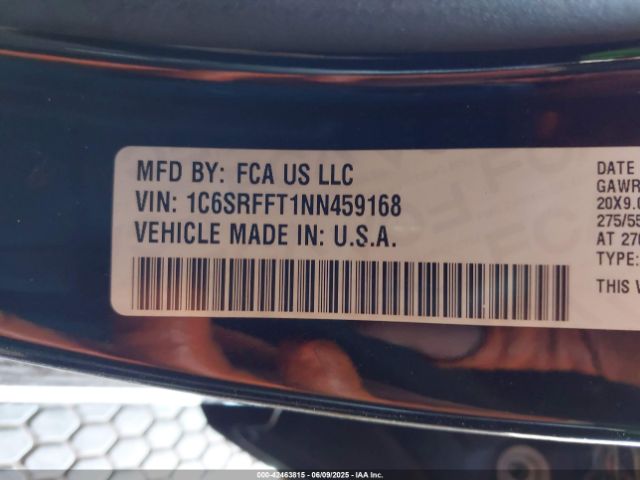 MFD BY: FCA US LLC
VIN: 1C6SRFFT1NN459168
VEHICLE MADE IN: U.S.A.
DATE
GAWR
20X9.0
275/55
AT 270
TYPE:
THIS V
000-42463815 - 06/09/2025 - IAA Inc.